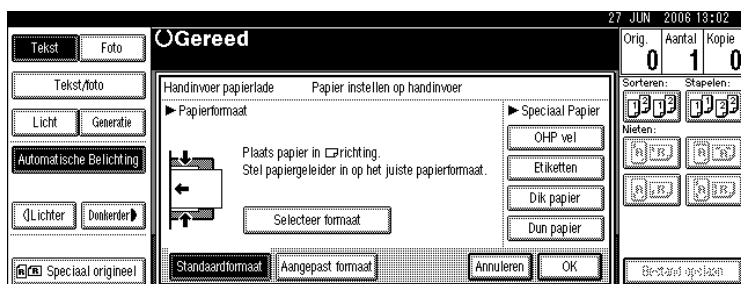 27 JUN 2006 13:02
Tekst Foto
Gereed
Orig. Aantal Kopie
0 1 0
Tekst/foto
Handinvoer papierlade Papier instellen op handinvoer
Sorteren: Stapelen:
Papierformaat
Speciaal Papier
Licht Generatie
OHP vel
Nieten:
Automatische Belichting
Plaats papier in richting.
Stel papiergeleider in op het juiste papierformaat.
Etiketten
Dik papier
Lichter Donkerder
Selecteer formaat
Dun papier
Speciaal origineel
Standaardformaat Aangepast formaat Annuleren OK
Bestand opslaan